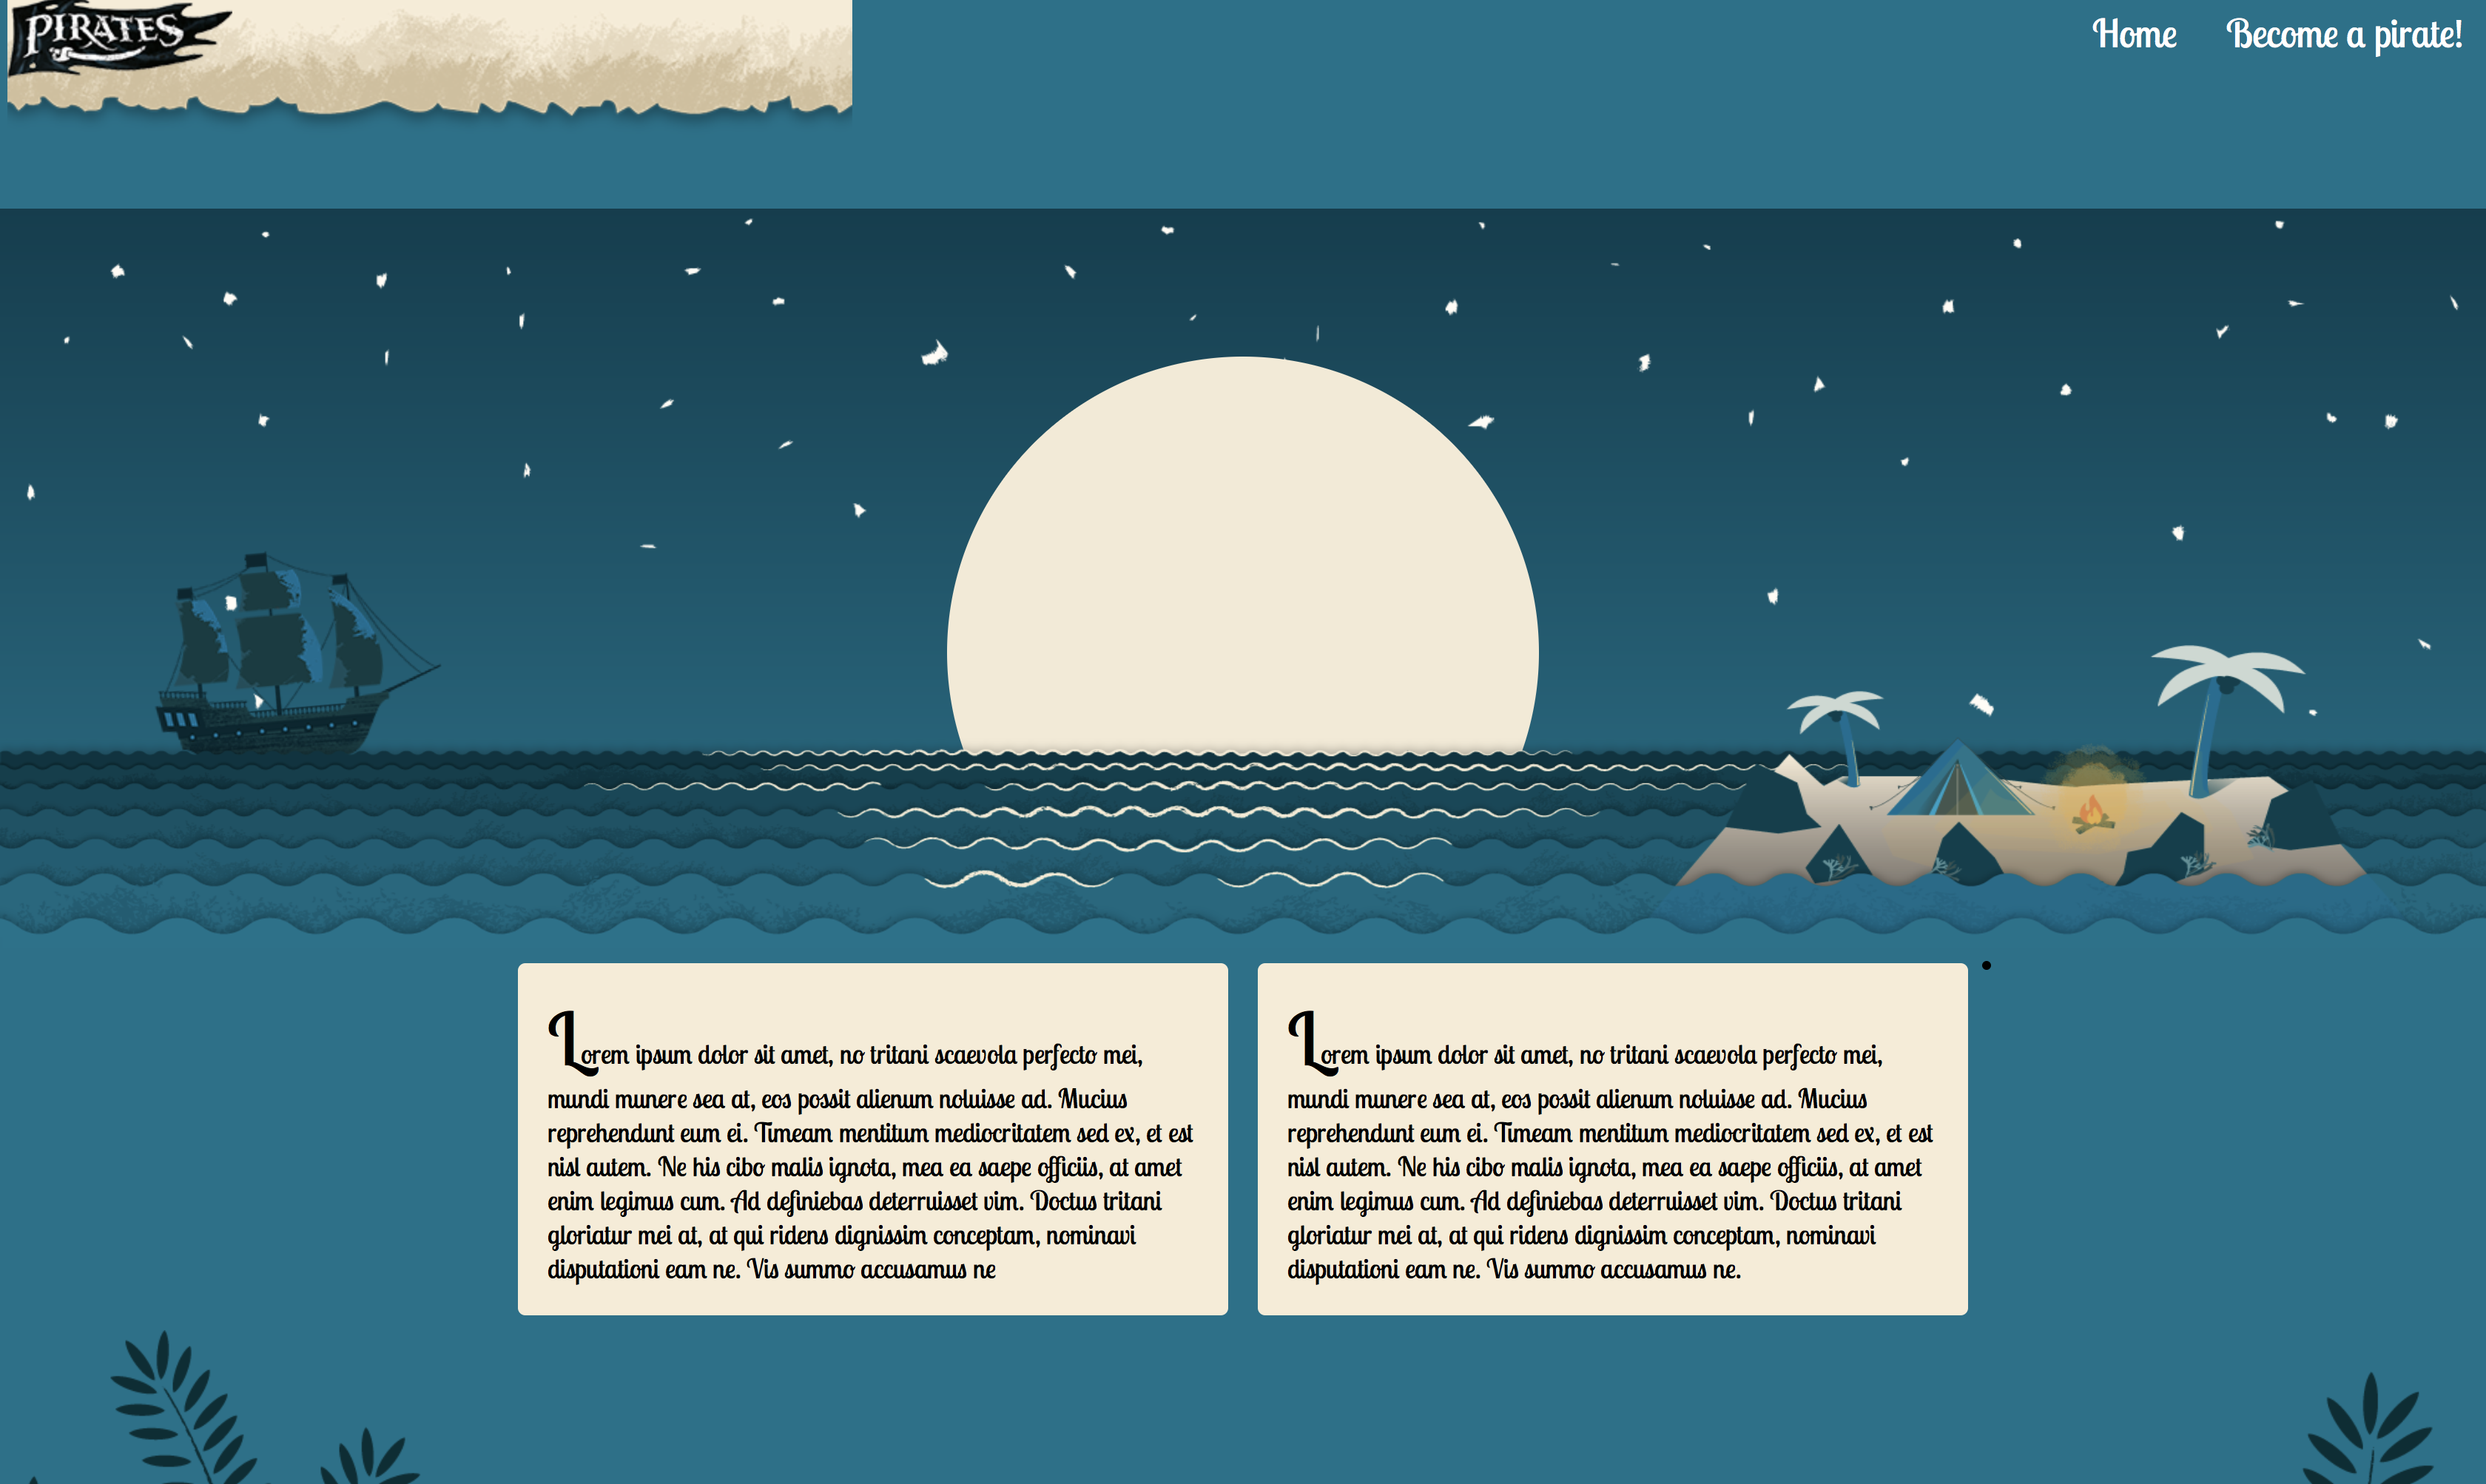 PIRATES
Home Become a pirate!
Lorem ipsum dolor sit amet, no tritani scaevola perfecto mei,
mundi munere sea at, eos possit alienum noluisse ad. Mucius
reprehendunt eum ei. Timeam mentitum mediocritatem sed ex, et est
nisl autem. Ne his cibo malis ignota, mea ea saepe officiis, at amet
enim legimus cum. Ad definiebas deterruisset vim. Doctus tritani
gloriatur mei at, at qui ridens dignissim conceptam, nominavi
disputationi eam ne. Vis summo accusamus ne
Lorem ipsum dolor sit amet, no tritani scaevola perfecto mei,
mundi munere sea at, eos possit alienum noluisse ad. Mucius
reprehendunt eum ei. Timeam mentitum mediocritatem sed ex, et est
nisl autem. Ne his cibo malis ignota, mea ea saepe officiis, at amet
enim legimus cum. Ad definiebas deterruisset vim. Doctus tritani
gloriatur mei at, at qui ridens dignissim conceptam, nominavi
disputationi eam ne. Vis summo accusamus ne.